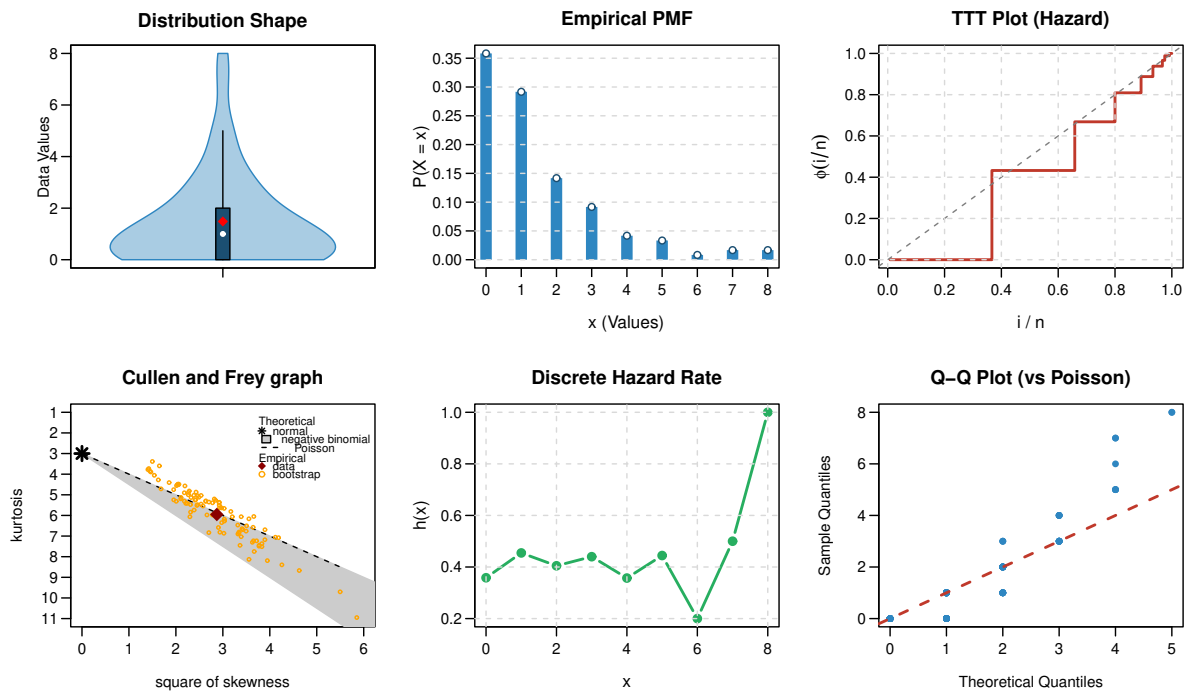 Distribution Shape
Data Values
0
2
4
6
8
Empirical PMF
P(X = x)
0.00
0.05
0.10
0.15
0.20
0.25
0.30
0.35
0 1 2 3 4 5 6 7 8
x (Values)
TTT Plot (Hazard)
ϕ(i/n)
0.0
0.2
0.4
0.6
0.8
1.0
0.0 0.2 0.4 0.6 0.8 1.0
i / n
Cullen and Frey graph
kurtosis
1
2
3
4
5
6
7
8
9
10
11
Theoretical
normal
negative binomial
Poisson
Empirical
data
bootstrap
0 1 2 3 4 5 6
square of skewness
Discrete Hazard Rate
h(x)
0.2
0.4
0.6
0.8
1.0
0 1 2 3 4 5 6 7 8
x
Q−Q Plot (vs Poisson)
Sample Quantiles
0
2
4
6
8
0 1 2 3 4 5
Theoretical Quantiles